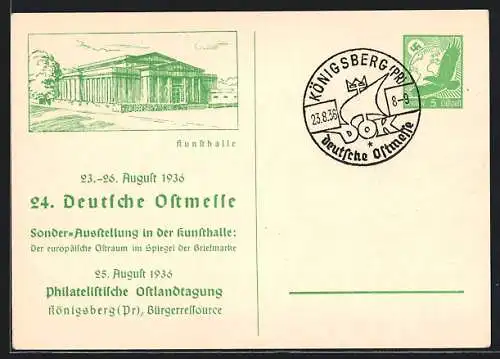 Kunsthalle
23.-26. August 1936
24. Deutsche Ostmesse
Sonder=Ausstellung in der Kunsthalle:
Der europäische Ostraum im Spiegel der Briefmarke
25. August 1936
Philatelistische Ostlandtagung
Königsberg (Pr), Bürgerressource
KÖNIGSBERG (PR)
23.8.36
8-9
DOK
Deutsche Ostmesse
5